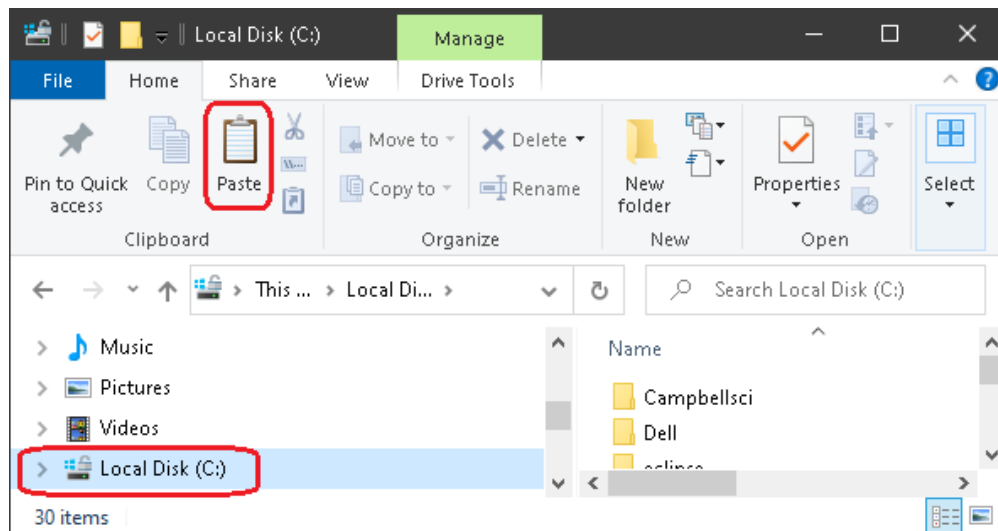 Local Disk (C:)
Manage
File
Home
Share
View
Drive Tools
Pin to Quick access
Copy
Paste
Move to
Copy to
Delete
Rename
New folder
Properties
Select
Clipboard
Organize
New
Open
This ... > Local Di... >
Search Local Disk (C:)
Music
Pictures
Videos
Local Disk (C:)
Name
Campbellsci
Dell
30 items